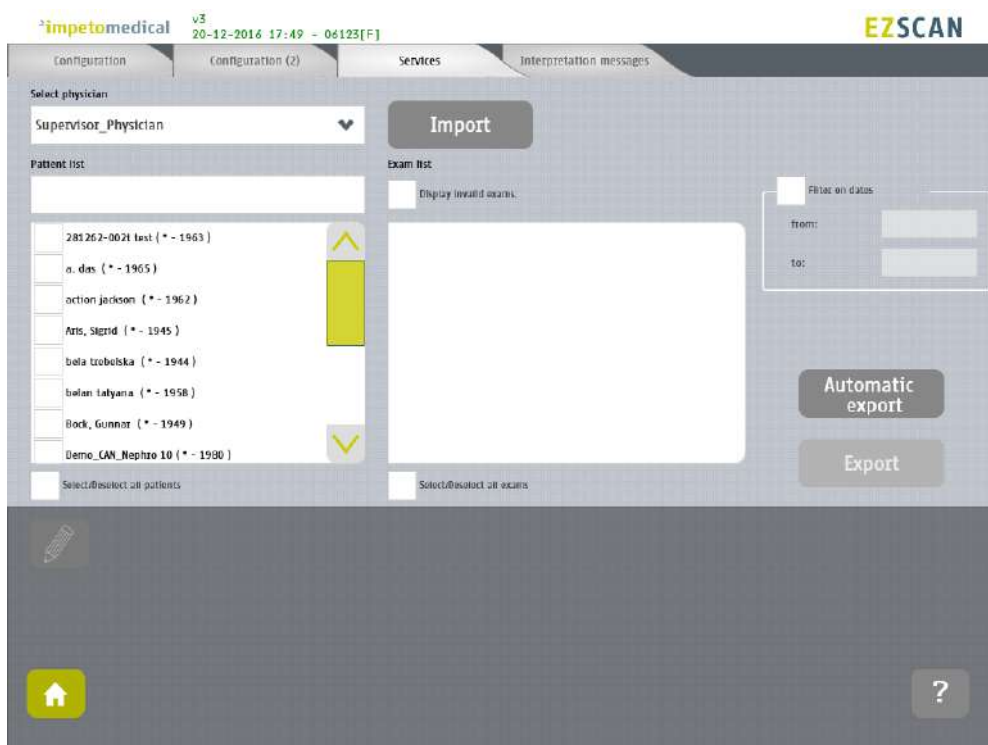 impetomedical
v3
20-12-2016 17:49 - 06123[F]
EZSCAN
Configuration
Configuration (2)
Services
Interpretation messages
Select physician
Supervisor_Physician
Import
Patient list
Exam list
Display invalid exams.
Filter on dates
from:
to:
281262-002t test ( * - 1963 )
a. das ( * - 1965 )
action jackson ( * - 1962 )
Aris, Sigrid ( * - 1945 )
bela trebelska ( * - 1944 )
belan tatyana ( * - 1958 )
Bock, Gunnar ( * - 1949 )
Demo_CAN_Nephro 10 ( * - 1980 )
Automatic
export
Export
Select/Deselect all patients
Select/Deselect all exams
?